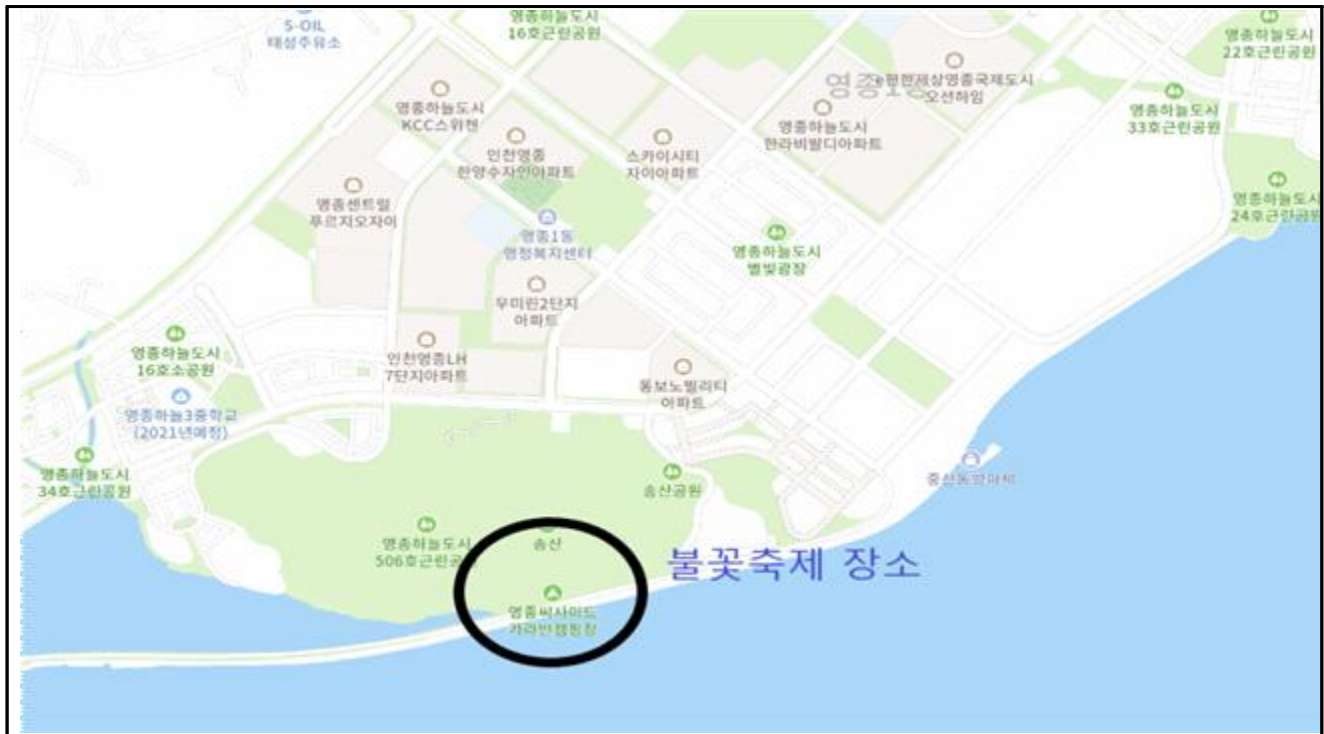 S-OIL
태성주유소
영종하늘도시
16호근린공원
영종하늘도시
22호근린공원
영종하늘도시
KCC스위첸
e편한세상영종국제도시
오션하임
영종하늘도시
한라비발디아파트
영종하늘도시
33호근린공원
인천영종
한양수자인아파트
스카이시티
자이아파트
영종센트럴
푸르지오자이
영종하늘도시
24호근린공원
영종1동
행정복지센터
영종하늘도시
별빛광장
우미린2단지
아파트
영종하늘도시
16호소공원
인천영종LH
7단지아파트
동보노빌리티
아파트
영종하늘3중학교
(2021년예정)
영종하늘도시
34호근린공원
송산공원
영종하늘도시
506호근린공
송산
불꽃축제 장소
영종씨사이드
카라반캠핑장